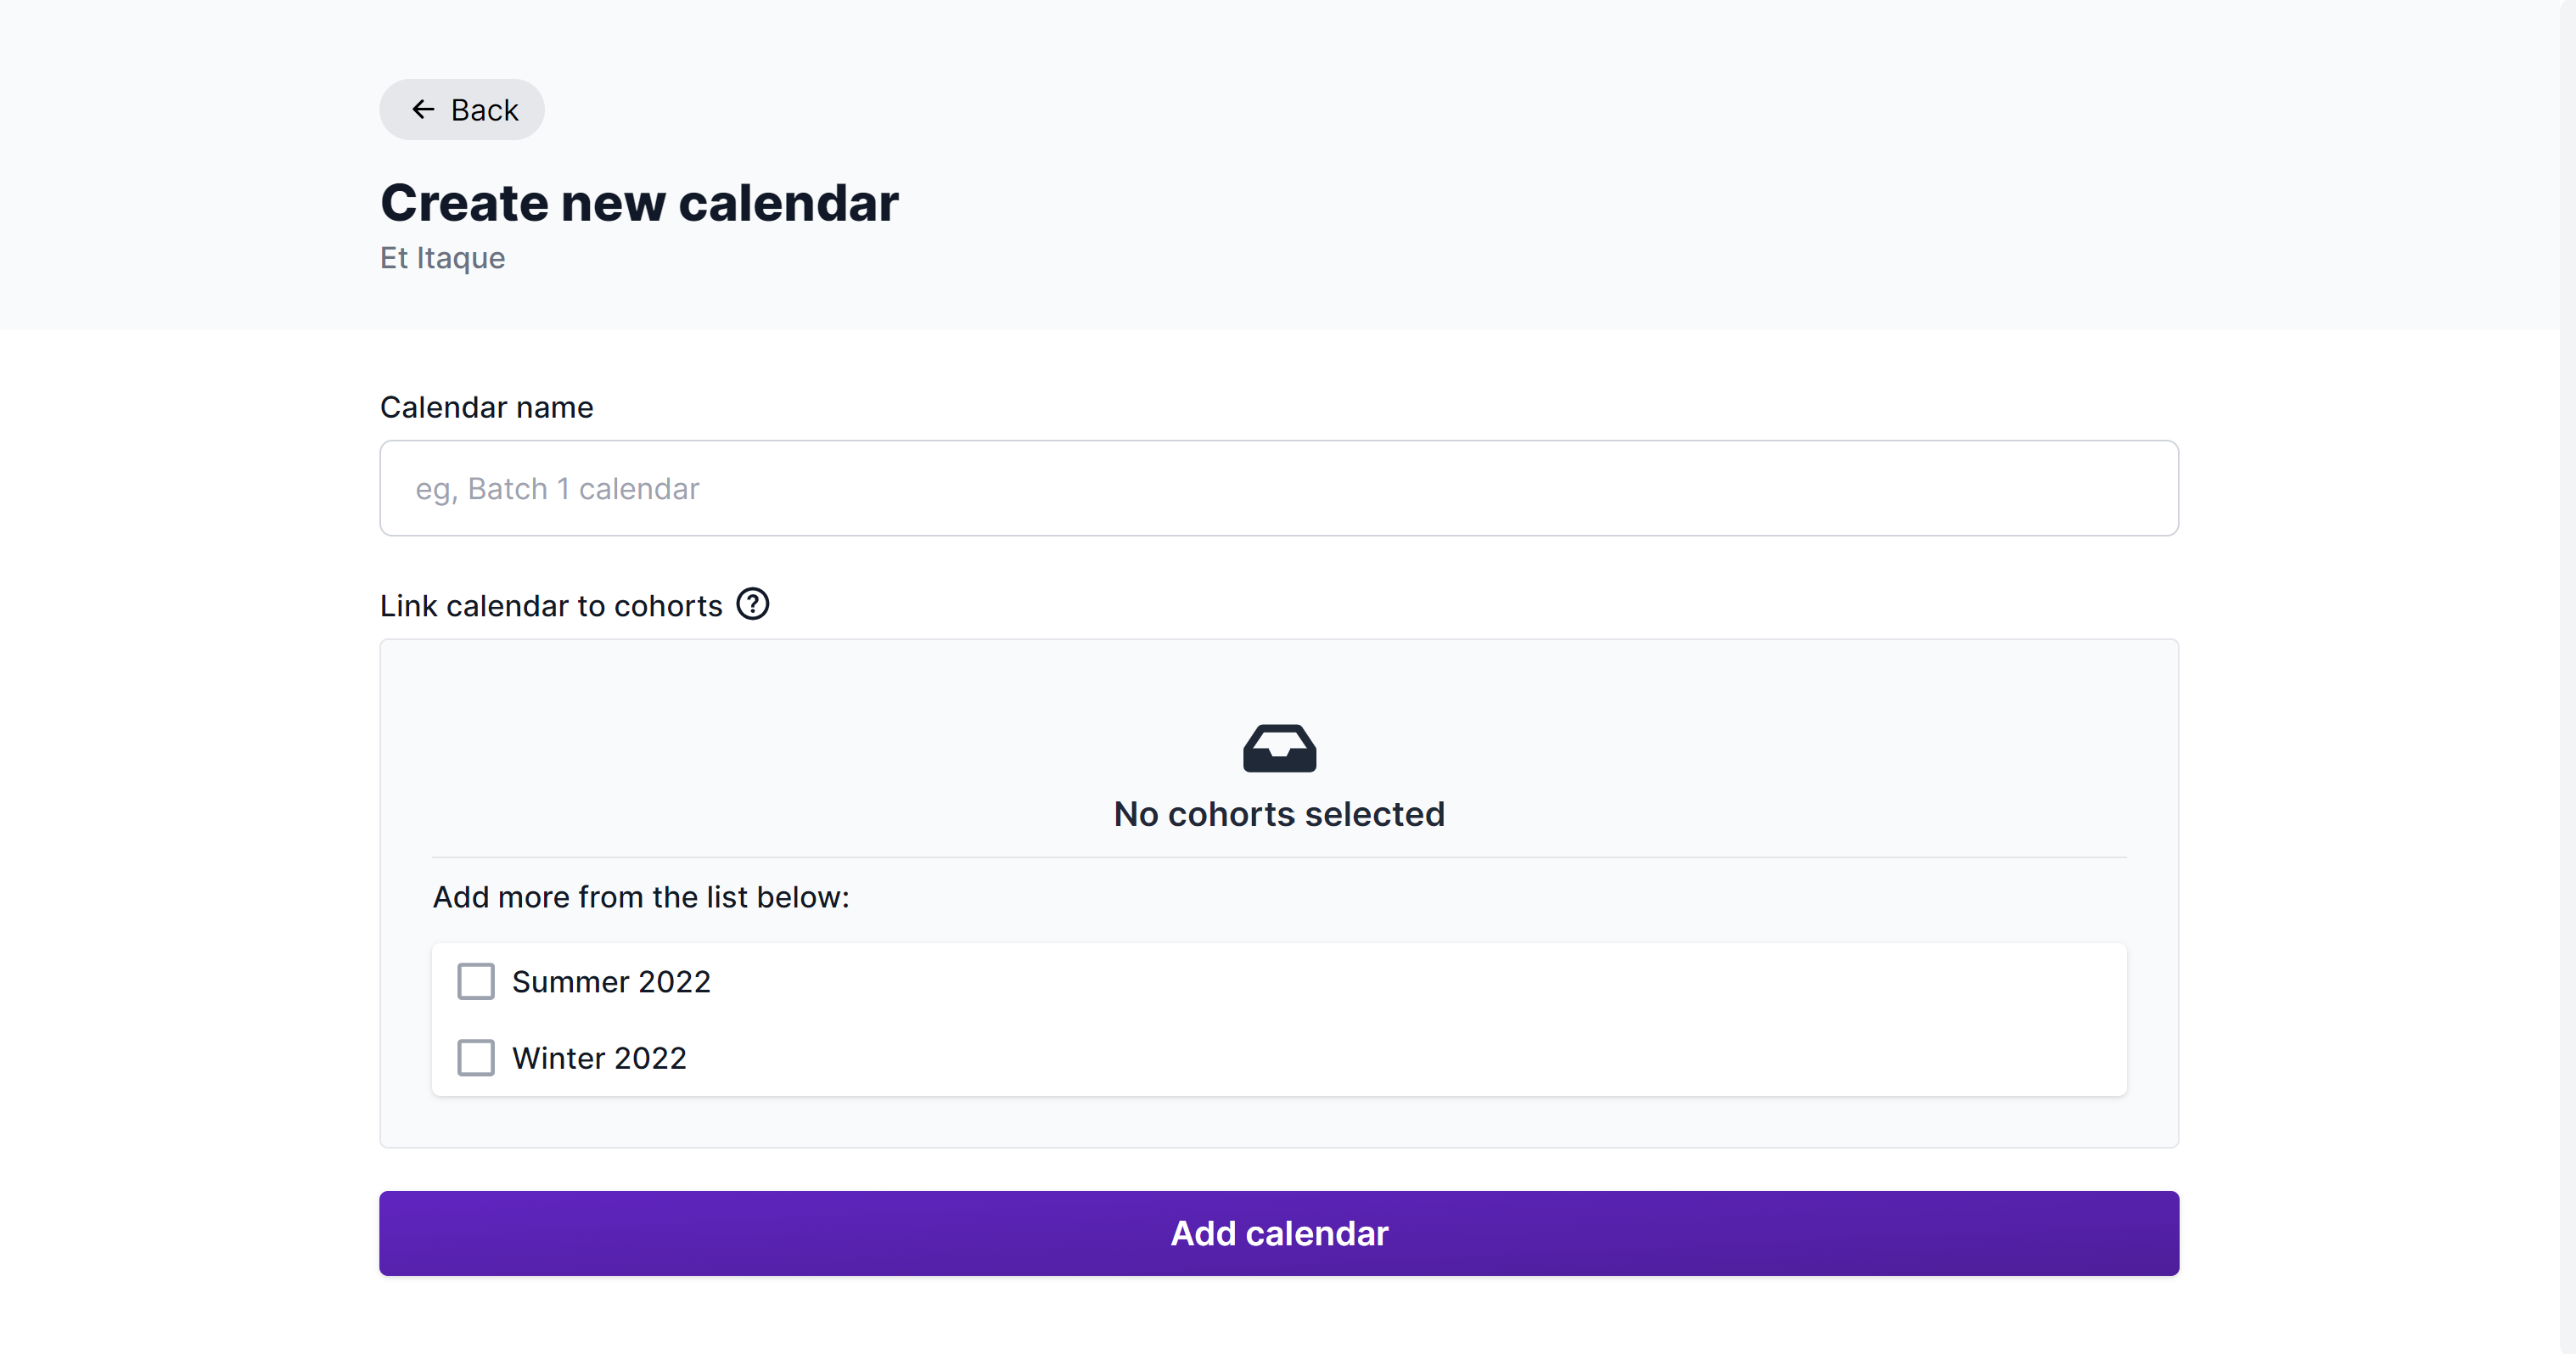 Back
Create new calendar
Et Itaque
Calendar name
eg, Batch 1 calendar
Link calendar to cohorts ?
No cohorts selected
Add more from the list below:
Summer 2022
Winter 2022
Add calendar